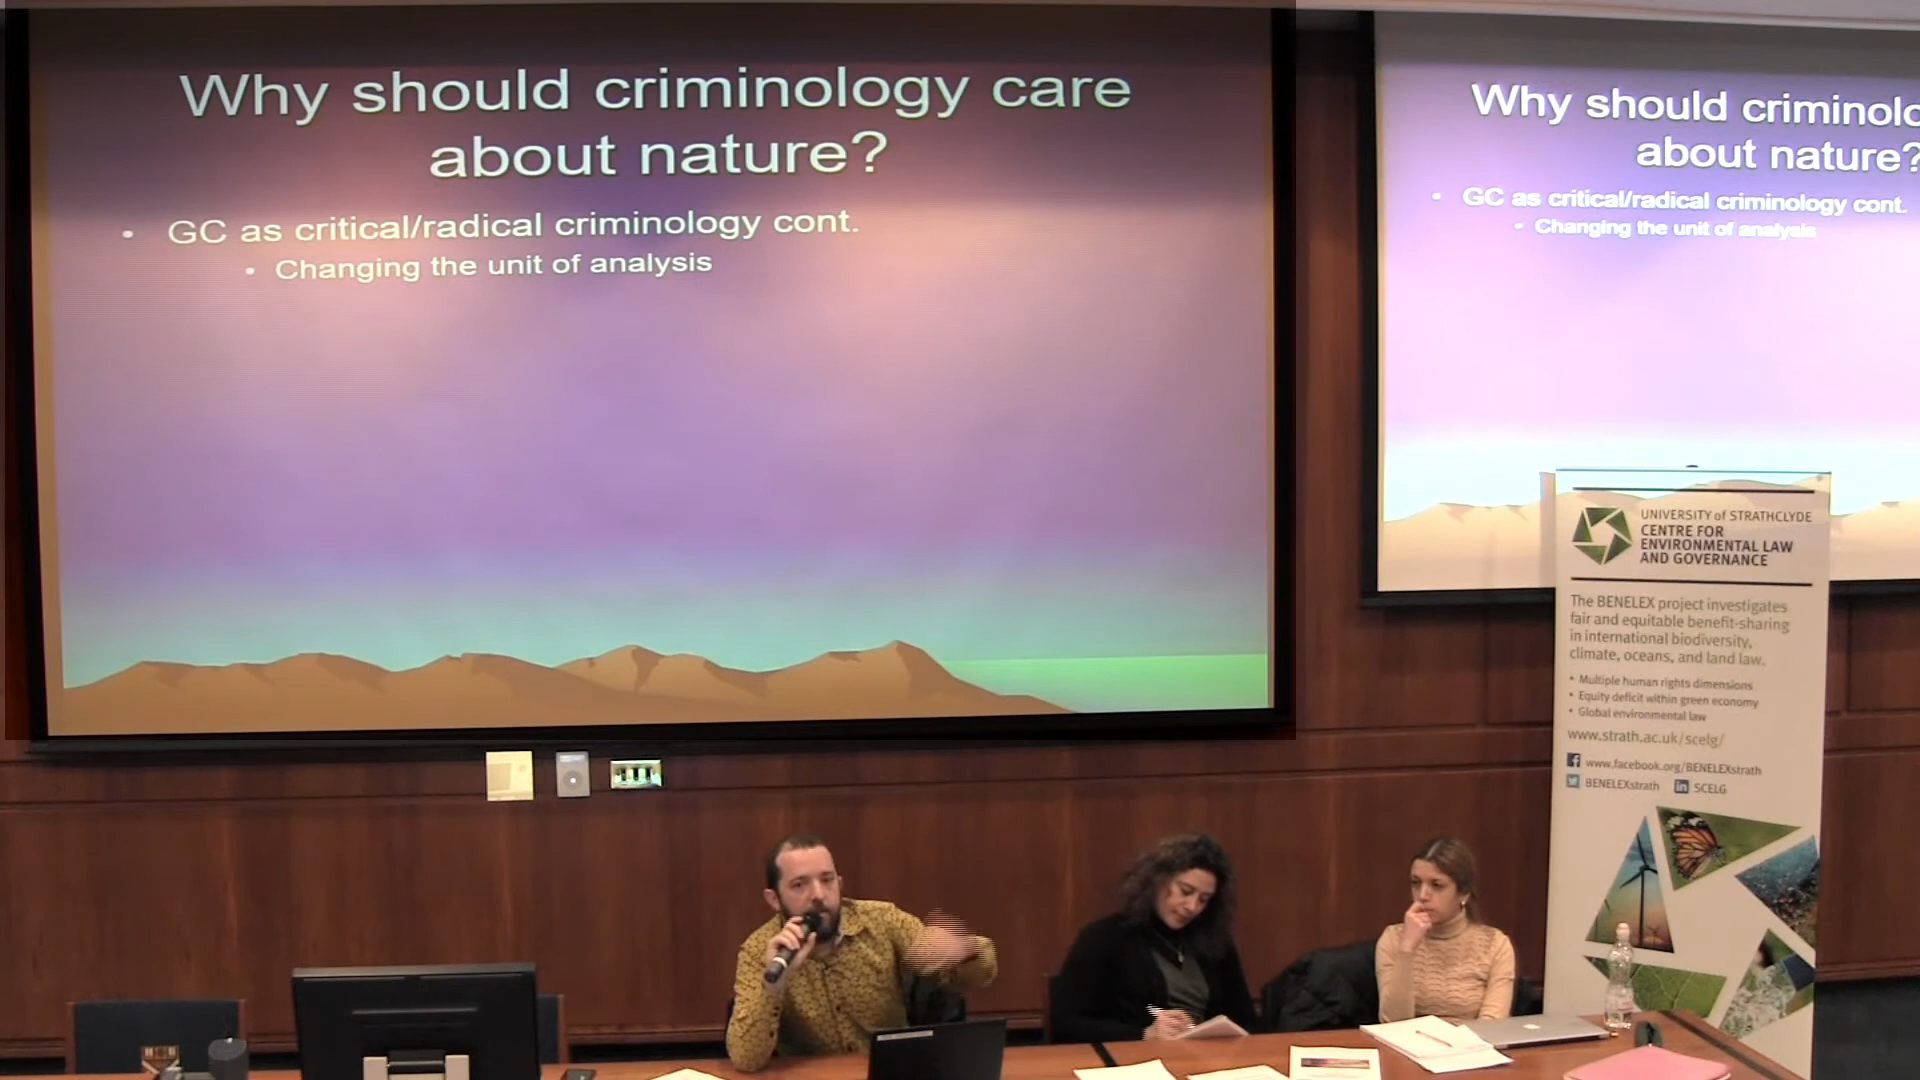 Why should criminology care
about nature?
• GC as critical/radical criminology cont.
• Changing the unit of analysis
Why should criminolo
about nature?
• GC as critical/radical criminology cont.
• Changing the unit of analysis
UNIVERSITY of STRATHCLYDE
CENTRE FOR
ENVIRONMENTAL LAW
AND GOVERNANCE
The BENELEX project investigates
fair and equitable benefit-sharing
in international biodiversity,
climate, oceans, and land law.
• Multiple human rights dimensions
• Equity deficit within green economy
• Global environmental law
www.strath.ac.uk/scelg/
www.facebook.org/BENELEXstrath
BENELEXstrath in SCELG